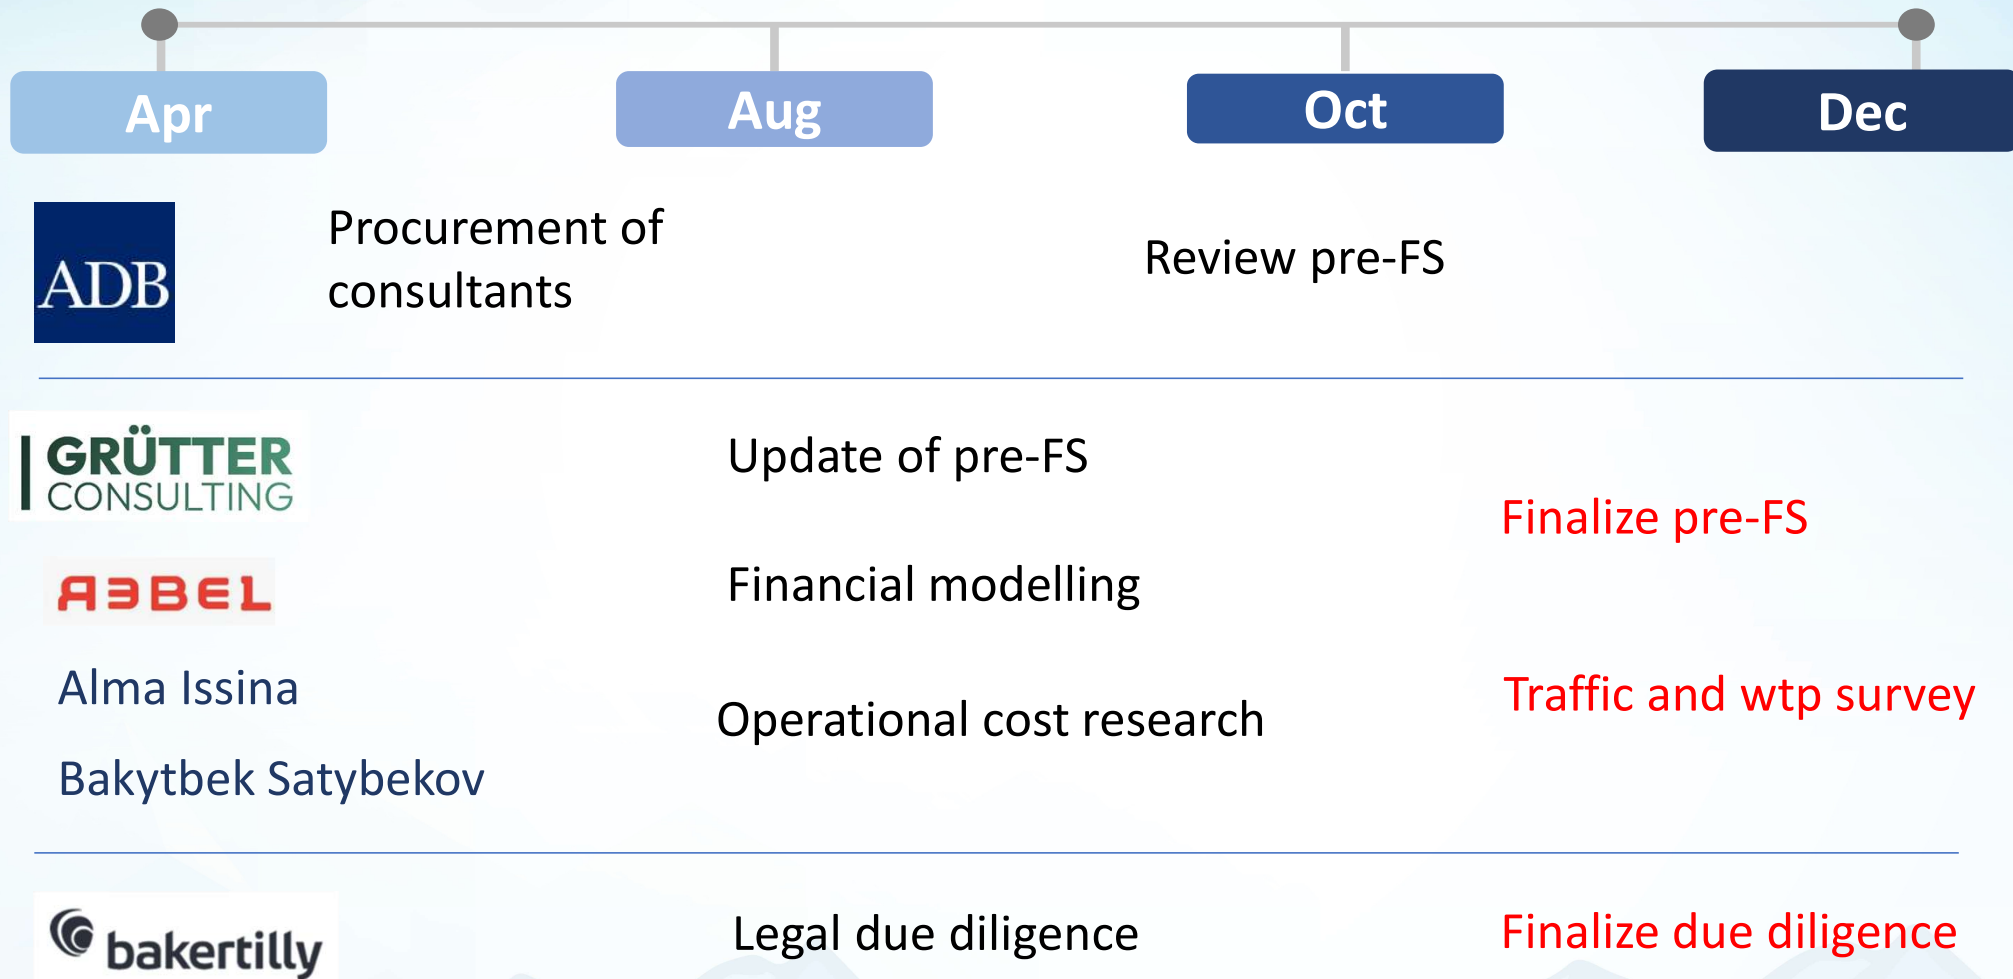 Apr
Aug
Oct
Dec
ADB
Procurement of
consultants
Review pre-FS
GRÜTTER
CONSULTING
Update of pre-FS
Finalize pre-FS
REBEL
Financial modelling
Alma Issina
Operational cost research
Traffic and wtp survey
Bakytbek Satybekov
bakertilly
Legal due diligence
Finalize due diligence